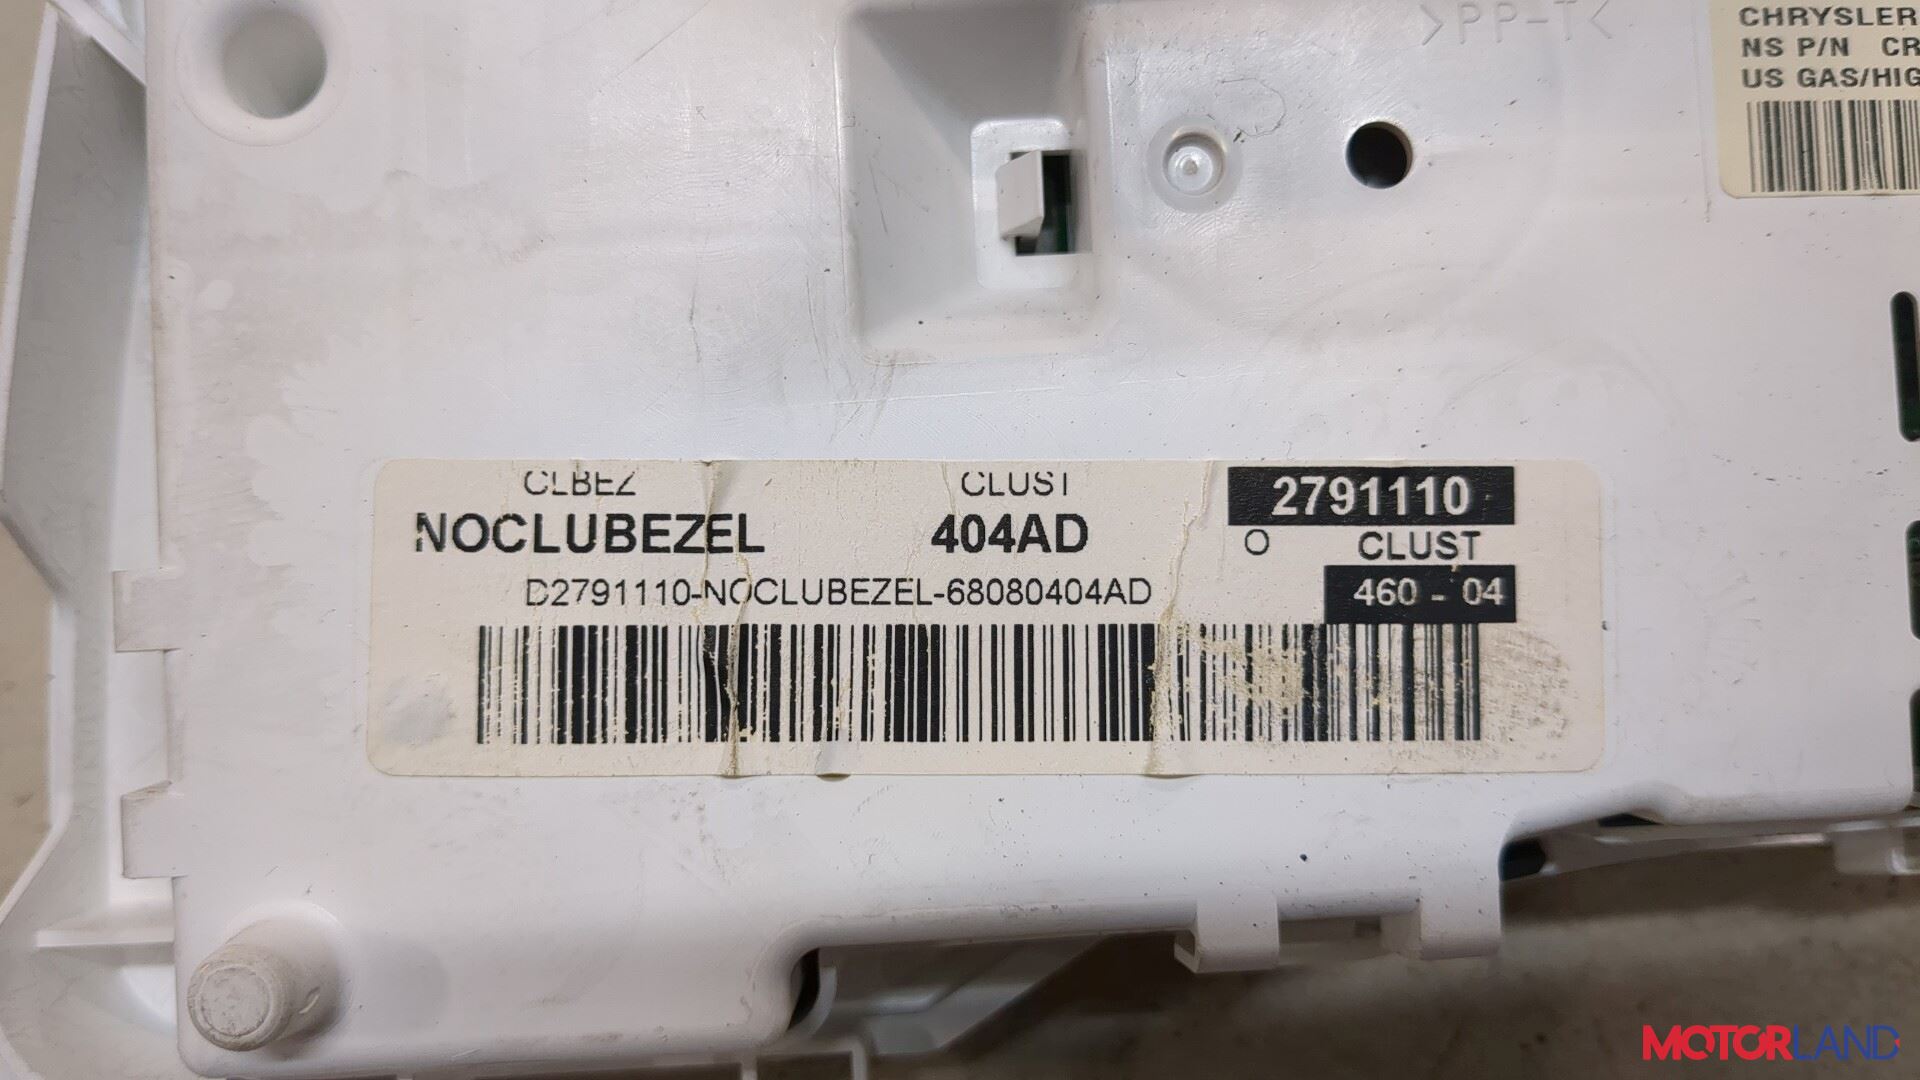 >PP-T<
CHRYSLER
NS P/N CR
US GAS/HIG
CLBEZ CLUST 2791110
NOCLUBEZEL 404AD O CLUST
D2791110-NOCLUBEZEL-68080404AD 460 - 04
MOTORLAND